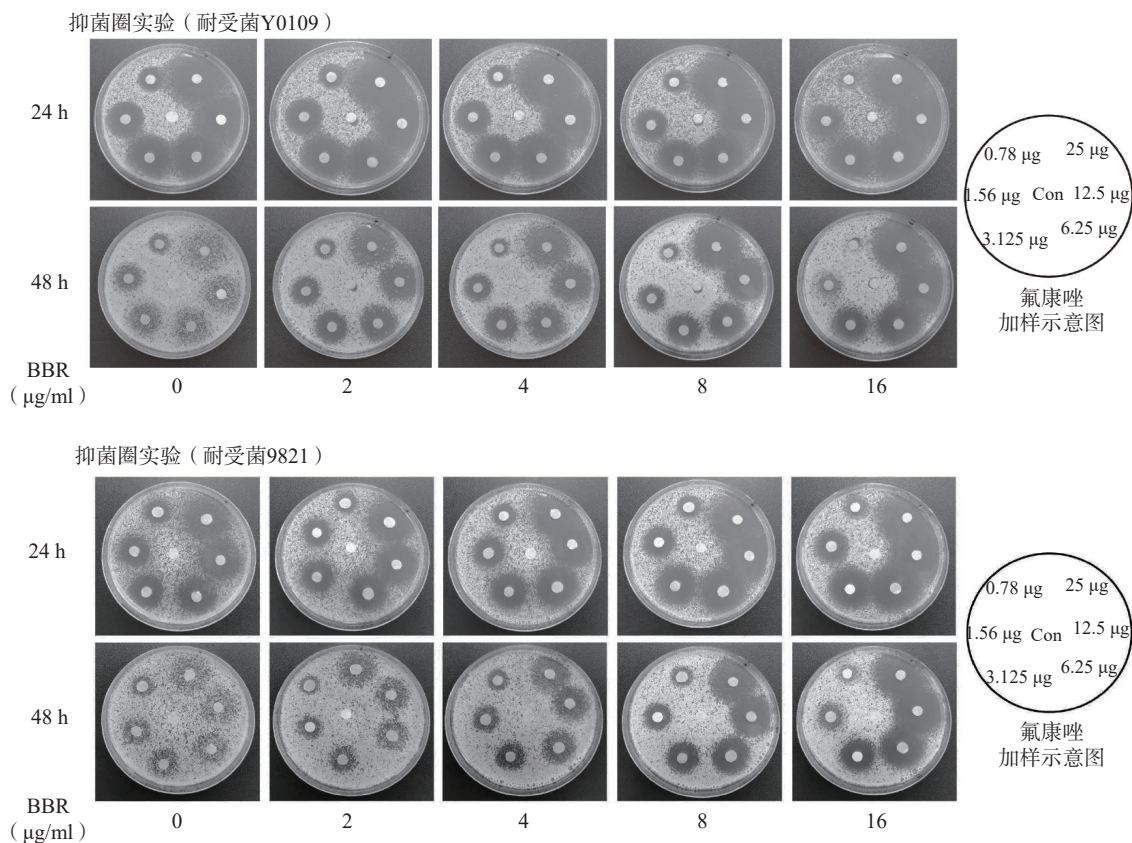 抑菌圈实验（耐受菌Y0109）
24 h
48 h
BBR
（μg/ml）
0
2
4
8
16
0.78 μg
25 μg
1.56 μg
Con
12.5 μg
3.125 μg
6.25 μg
氟康唑
加样示意图
抑菌圈实验（耐受菌9821）
24 h
48 h
BBR
（μg/ml）
0
2
4
8
16
0.78 μg
25 μg
1.56 μg
Con
12.5 μg
3.125 μg
6.25 μg
氟康唑
加样示意图